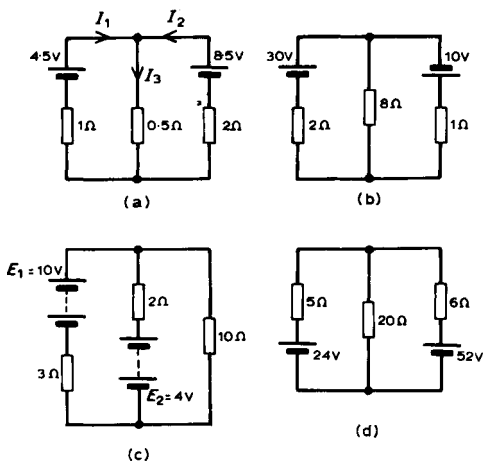 I₁ I₂
4·5V 8·5V
I₃
1Ω 0·5Ω 2Ω
(a)
30V 10V
2Ω 8Ω 1Ω
(b)
E₁ = 10V
2Ω
3Ω 10Ω
E₂ = 4V
(c)
5Ω 20Ω 6Ω
24V 52V
(d)